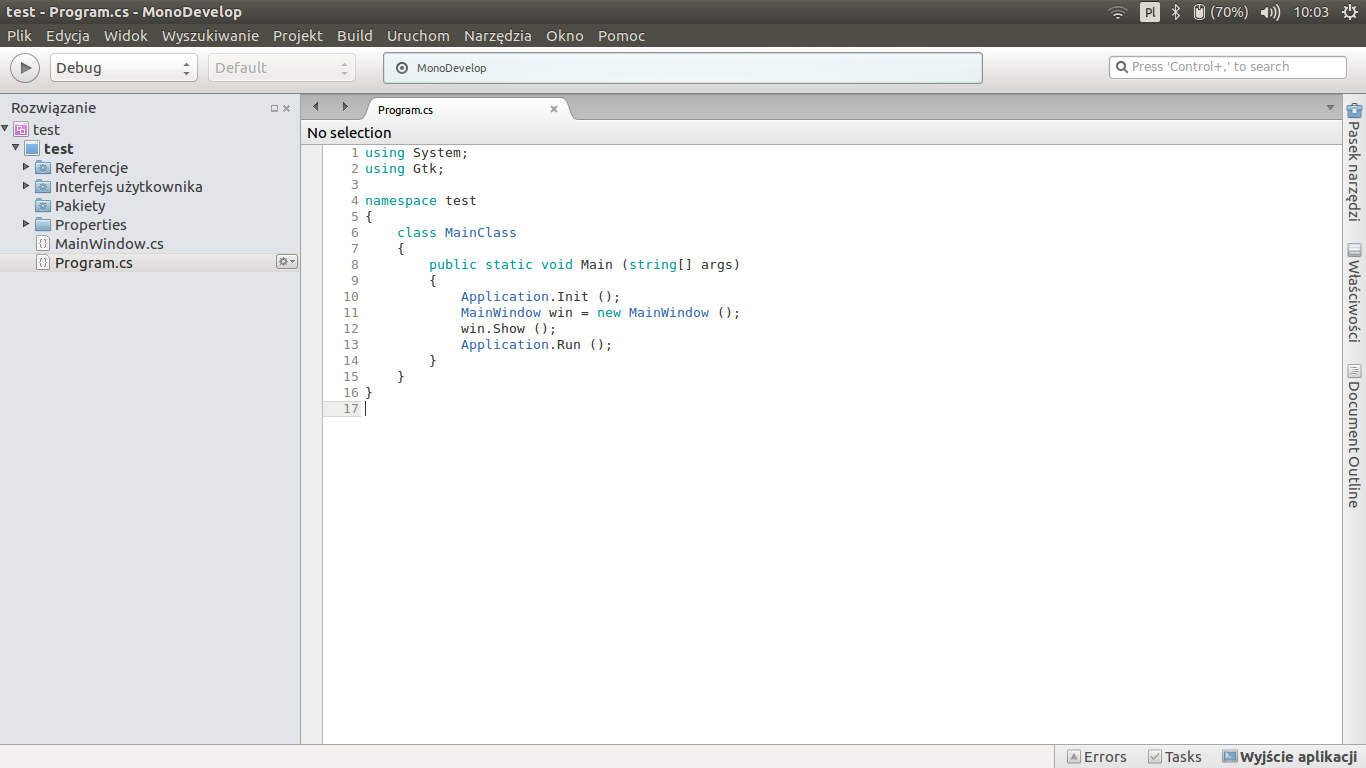 test - Program.cs - MonoDevelop
Pl (70%) 10:03
Plik Edycja Widok Wyszukiwanie Projekt Build Uruchom Narzędzia Okno Pomoc
Debug Default MonoDevelop Press 'Control+,' to search
Rozwiązanie
test
test
Referencje
Interfejs użytkownika
Pakiety
Properties
MainWindow.cs
Program.cs
Program.cs
No selection
1 using System;
2 using Gtk;
3
4 namespace test
5 {
6     class MainClass
7     {
8         public static void Main (string[] args)
9         {
10             Application.Init ();
11             MainWindow win = new MainWindow ();
12             win.Show ();
13             Application.Run ();
14         }
15     }
16 }
17
Pasek narzędzi
Właściwości
Document Outline
Errors Tasks Wyjście aplikacji